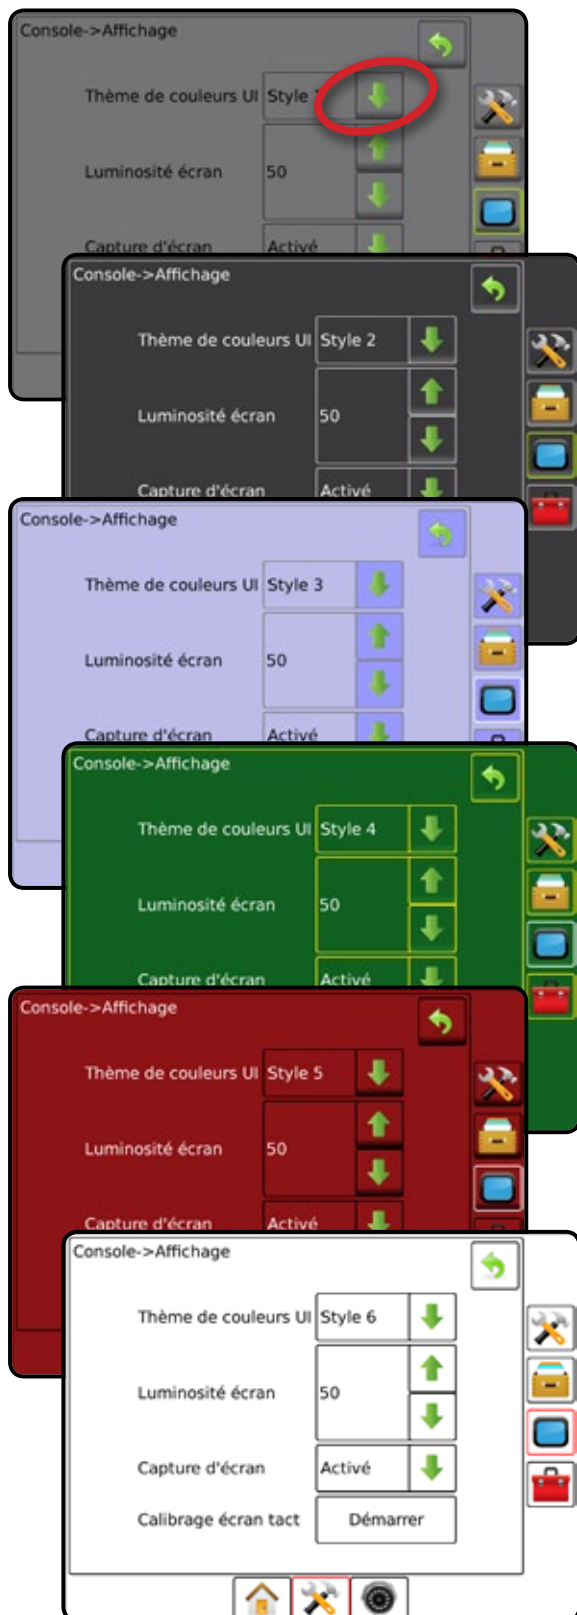 Console->Affichage
Thème de couleurs UI Style
Luminosité écran 50
Capture d'écran Activé
Console->Affichage
Thème de couleurs UI Style 2
Luminosité écran 50
Capture d'écran Activé
Console->Affichage
Thème de couleurs UI Style 3
Luminosité écran 50
Capture d'écran Activé
Console->Affichage
Thème de couleurs UI Style 4
Luminosité écran 50
Capture d'écran Activé
Console->Affichage
Thème de couleurs UI Style 5
Luminosité écran 50
Capture d'écran Activé
Console->Affichage
Thème de couleurs UI Style 6
Luminosité écran 50
Capture d'écran Activé
Calibrage écran tact Démarrer